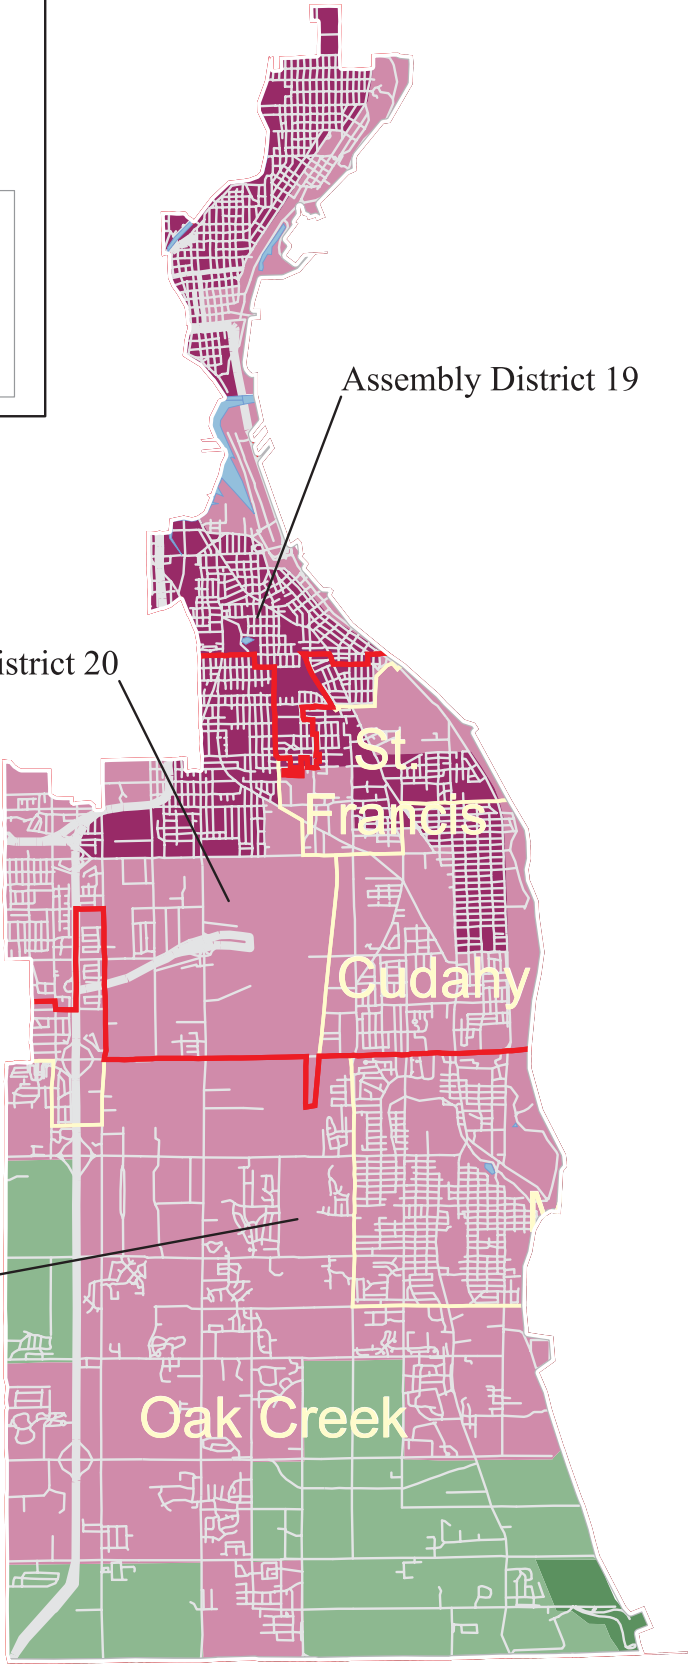 Assembly District 19
istrict 20
St.
Francis
Cudahy
Oak Creek